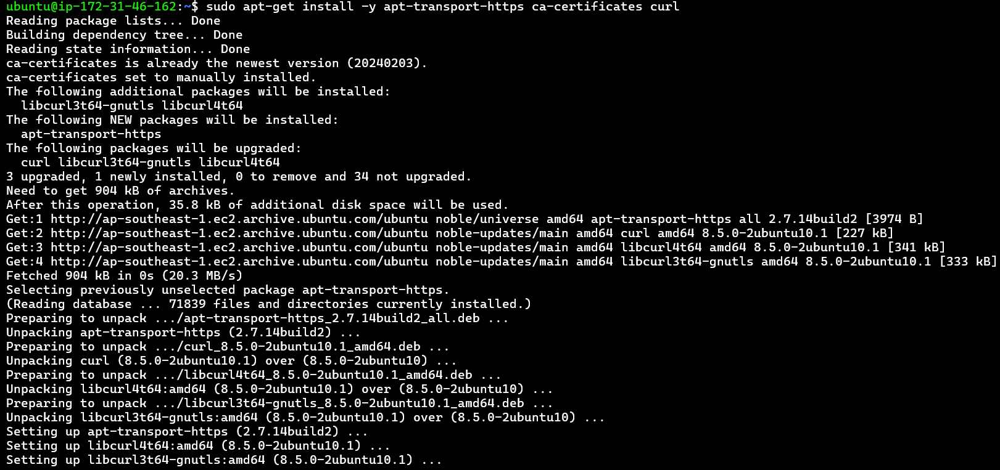 ubuntu@ip-172-31-46-162:~$ sudo apt-get install -y apt-transport-https ca-certificates curl
Reading package lists... Done
Building dependency tree... Done
Reading state information... Done
ca-certificates is already the newest version (20240203).
ca-certificates set to manually installed.
The following additional packages will be installed:
  libcurl3t64-gnutls libcurl4t64
The following NEW packages will be installed:
  apt-transport-https
The following packages will be upgraded:
  curl libcurl3t64-gnutls libcurl4t64
3 upgraded, 1 newly installed, 0 to remove and 34 not upgraded.
Need to get 904 kB of archives.
After this operation, 35.8 kB of additional disk space will be used.
Get:1 http://ap-southeast-1.ec2.archive.ubuntu.com/ubuntu noble/universe amd64 apt-transport-https all 2.7.14build2 [3974 B]
Get:2 http://ap-southeast-1.ec2.archive.ubuntu.com/ubuntu noble-updates/main amd64 curl amd64 8.5.0-2ubuntu10.1 [227 kB]
Get:3 http://ap-southeast-1.ec2.archive.ubuntu.com/ubuntu noble-updates/main amd64 libcurl4t64 amd64 8.5.0-2ubuntu10.1 [341 kB]
Get:4 http://ap-southeast-1.ec2.archive.ubuntu.com/ubuntu noble-updates/main amd64 libcurl3t64-gnutls amd64 8.5.0-2ubuntu10.1 [333 kB]
Fetched 904 kB in 0s (20.3 MB/s)
Selecting previously unselected package apt-transport-https.
(Reading database ... 71839 files and directories currently installed.)
Preparing to unpack .../apt-transport-https_2.7.14build2_all.deb ...
Unpacking apt-transport-https (2.7.14build2) ...
Preparing to unpack .../curl_8.5.0-2ubuntu10.1_amd64.deb ...
Unpacking curl (8.5.0-2ubuntu10.1) over (8.5.0-2ubuntu10) ...
Preparing to unpack .../libcurl4t64_8.5.0-2ubuntu10.1_amd64.deb ...
Unpacking libcurl4t64:amd64 (8.5.0-2ubuntu10.1) over (8.5.0-2ubuntu10) ...
Preparing to unpack .../libcurl3t64-gnutls_8.5.0-2ubuntu10.1_amd64.deb ...
Unpacking libcurl3t64-gnutls:amd64 (8.5.0-2ubuntu10.1) over (8.5.0-2ubuntu10) ...
Setting up apt-transport-https (2.7.14build2) ...
Setting up libcurl4t64:amd64 (8.5.0-2ubuntu10.1) ...
Setting up libcurl3t64-gnutls:amd64 (8.5.0-2ubuntu10.1) ...